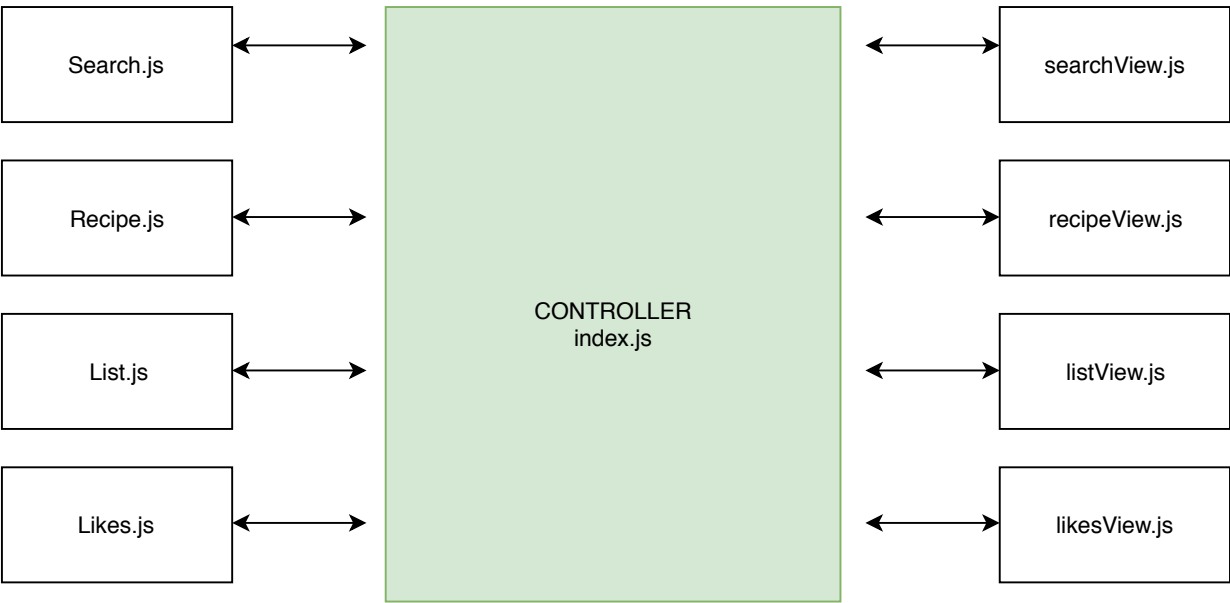 Search.js
searchView.js
Recipe.js
recipeView.js
CONTROLLER
index.js
List.js
listView.js
Likes.js
likesView.js